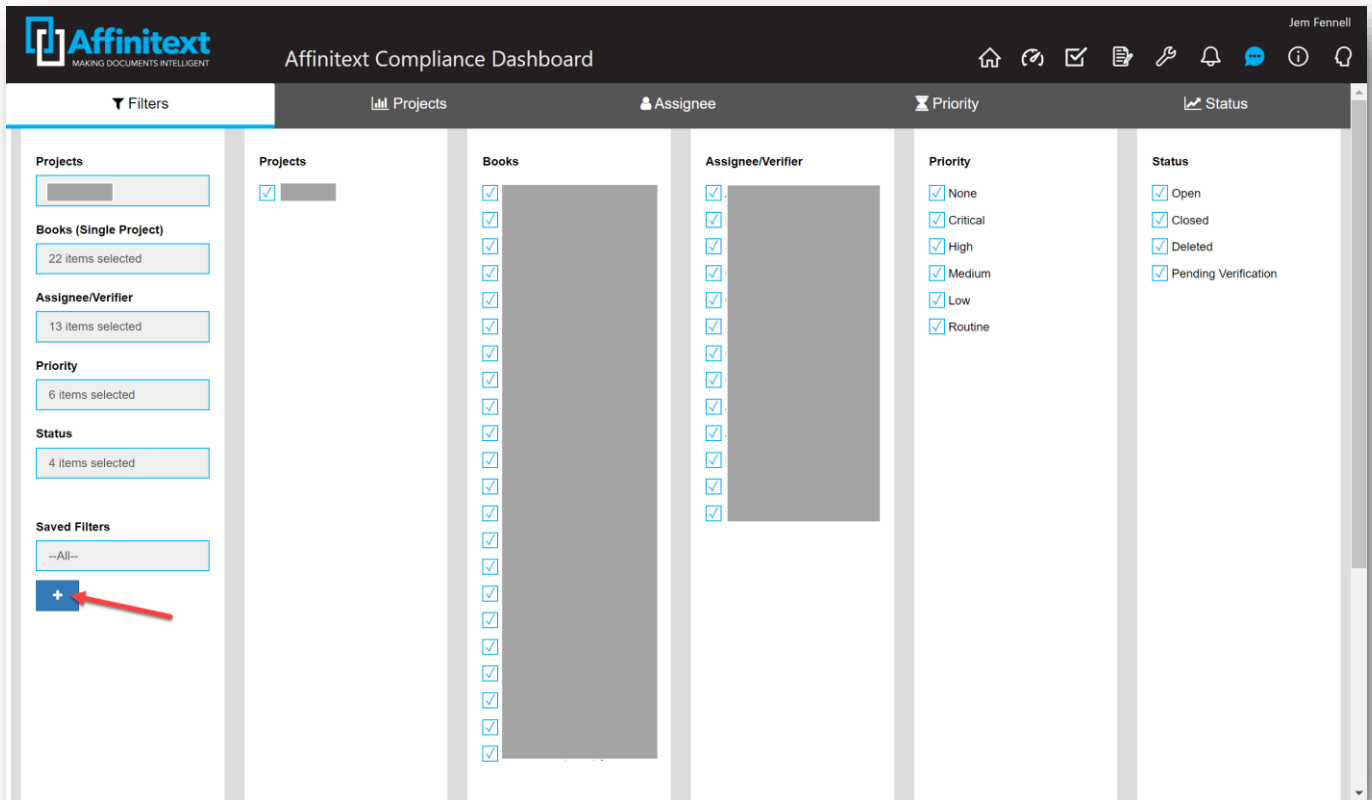 Jem Fennell
Affinitext
MAKING DOCUMENTS INTELLIGENT
Affinitext Compliance Dashboard
Filters
Projects
Assignee
Priority
Status
Projects
Books (Single Project)
22 items selected
Assignee/Verifier
13 items selected
Priority
6 items selected
Status
4 items selected
Saved Filters
--All--
+
Projects
Books
Assignee/Verifier
Priority
None
Critical
High
Medium
Low
Routine
Status
Open
Closed
Deleted
Pending Verification